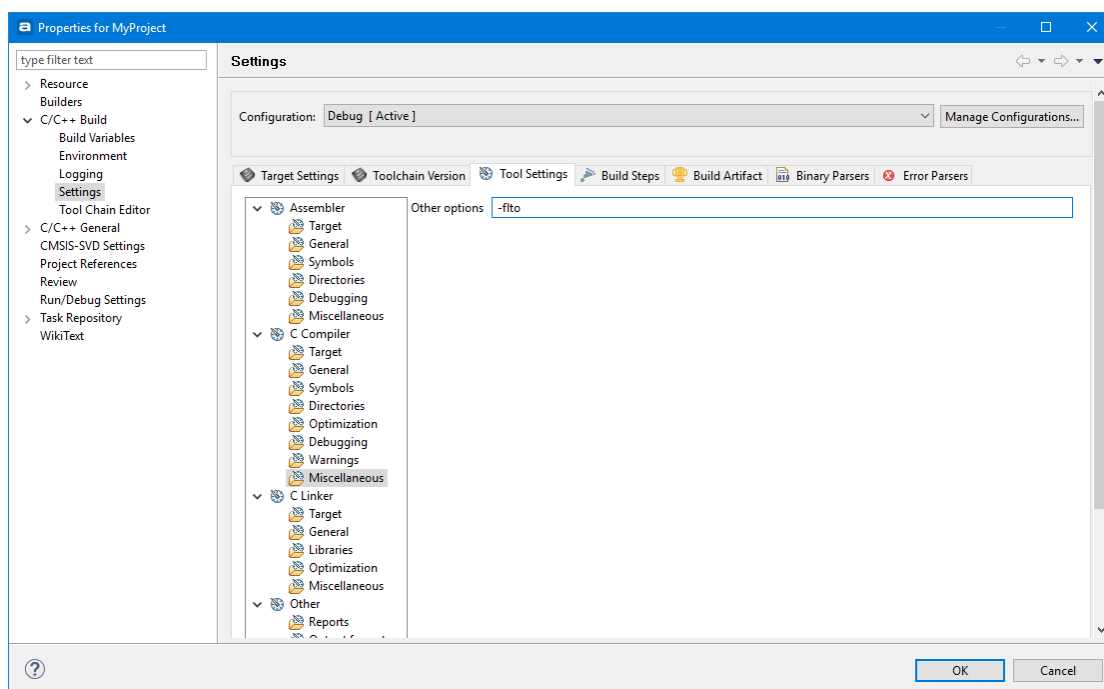 a Properties for MyProject
type filter text
Settings
Resource
Builders
C/C++ Build
Build Variables
Environment
Logging
Settings
Tool Chain Editor
C/C++ General
CMSIS-SVD Settings
Project References
Review
Run/Debug Settings
Task Repository
WikiText
Configuration: Debug [ Active ] Manage Configurations...
Target Settings Toolchain Version Tool Settings Build Steps Build Artifact 010 Binary Parsers Error Parsers
Assembler
Target
General
Symbols
Directories
Debugging
Miscellaneous
C Compiler
Target
General
Symbols
Directories
Optimization
Debugging
Warnings
Miscellaneous
C Linker
Target
General
Libraries
Optimization
Miscellaneous
Other
Reports
Other options -flto
? OK Cancel